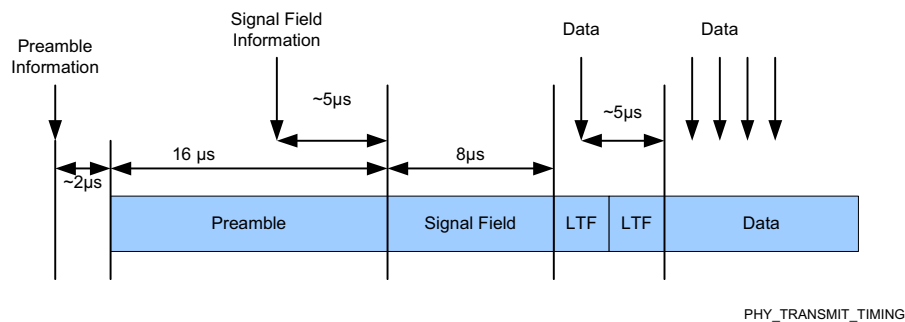 Signal Field
Information
Data
Data
Preamble
Information
~5µs
~5µs
16 µs
8µs
~2µs
Preamble
Signal Field
LTF
LTF
Data
PHY_TRANSMIT_TIMING